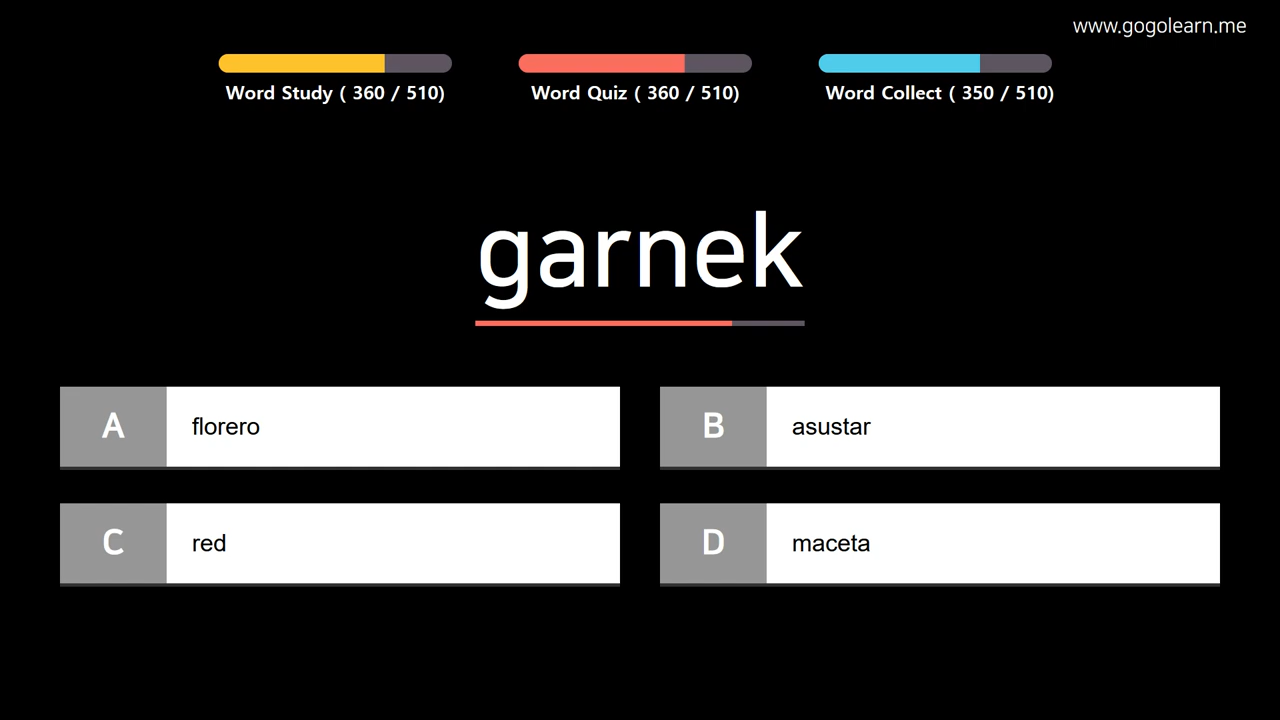 www.gogolearn.me
Word Study ( 360 / 510)
Word Quiz ( 360 / 510)
Word Collect ( 350 / 510)
garnek
A florero
B asustar
C red
D maceta